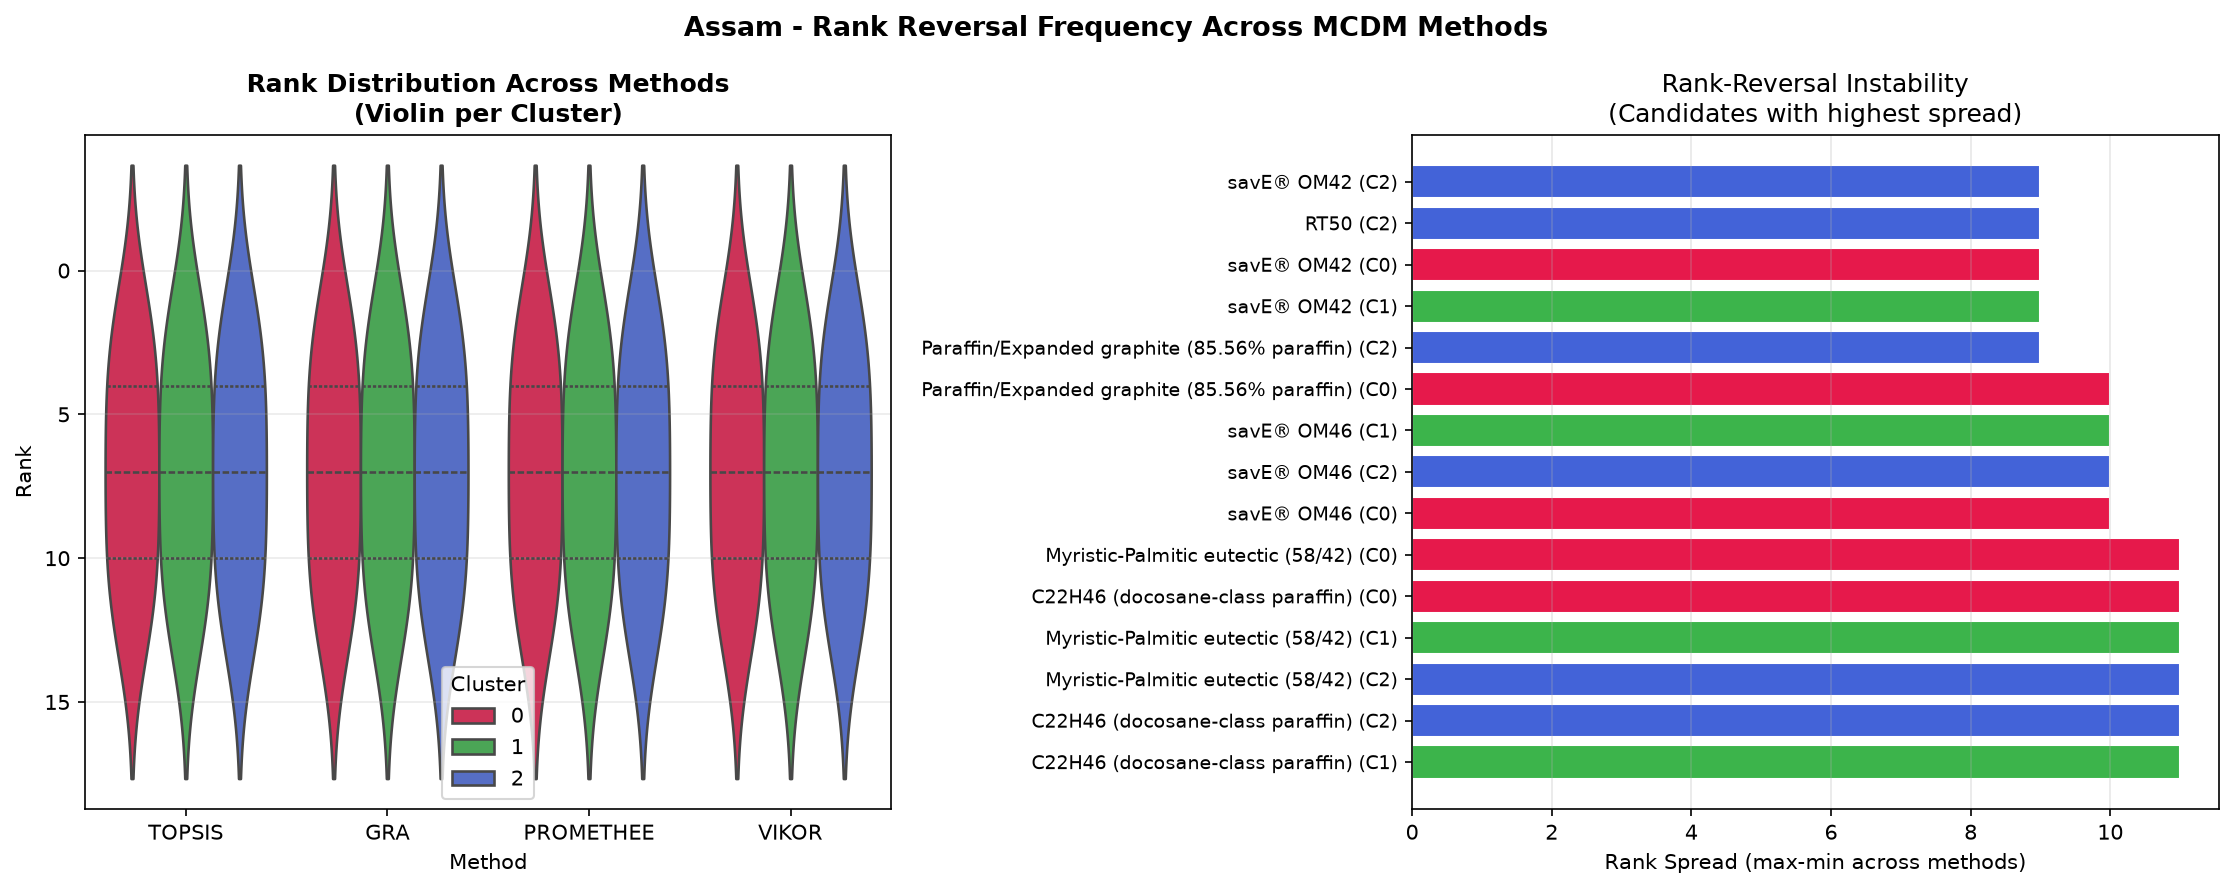 Assam - Rank Reversal Frequency Across MCDM Methods
Rank Distribution Across Methods
(Violin per Cluster)
Rank
0
5
10
15
Cluster
0
1
2
TOPSIS
GRA
PROMETHEE
VIKOR
Method
Rank-Reversal Instability
(Candidates with highest spread)
savE® OM42 (C2)
RT50 (C2)
savE® OM42 (C0)
savE® OM42 (C1)
Paraffin/Expanded graphite (85.56% paraffin) (C2)
Paraffin/Expanded graphite (85.56% paraffin) (C0)
savE® OM46 (C1)
savE® OM46 (C2)
savE® OM46 (C0)
Myristic-Palmitic eutectic (58/42) (C0)
C22H46 (docosane-class paraffin) (C0)
Myristic-Palmitic eutectic (58/42) (C1)
Myristic-Palmitic eutectic (58/42) (C2)
C22H46 (docosane-class paraffin) (C2)
C22H46 (docosane-class paraffin) (C1)
0 2 4 6 8 10
Rank Spread (max-min across methods)